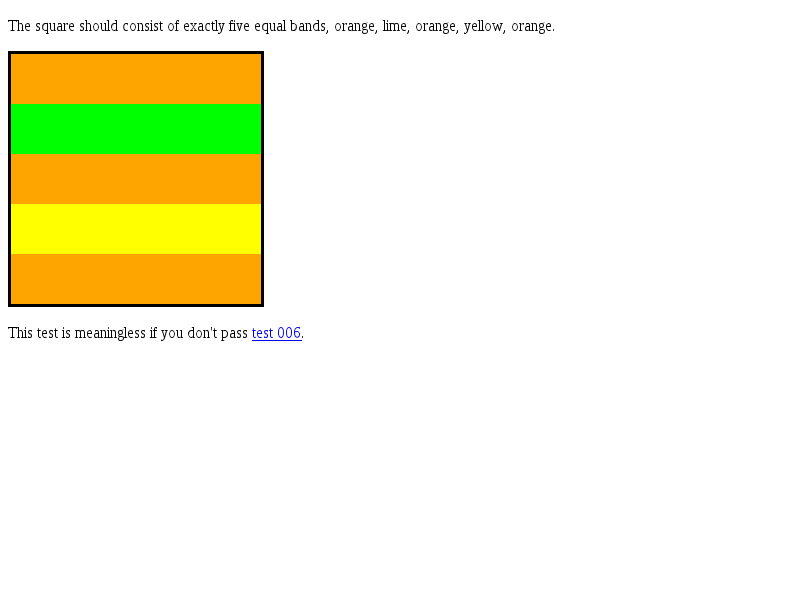 The square should consist of exactly five equal bands, orange, lime, orange, yellow, orange.
This test is meaningless if you don't pass test 006.